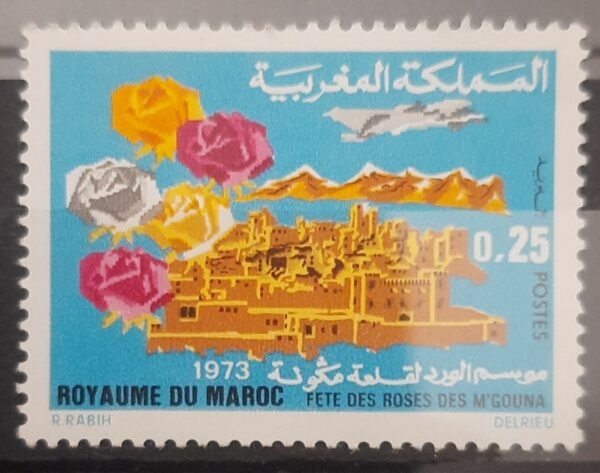 المملكة المغربية
البريد
0,25
POSTES
1973 موسم الورد لقلعة مكونة
ROYAUME DU MAROC FETE DES ROSES DES M'GOUNA
R.RABIH DELRIEU